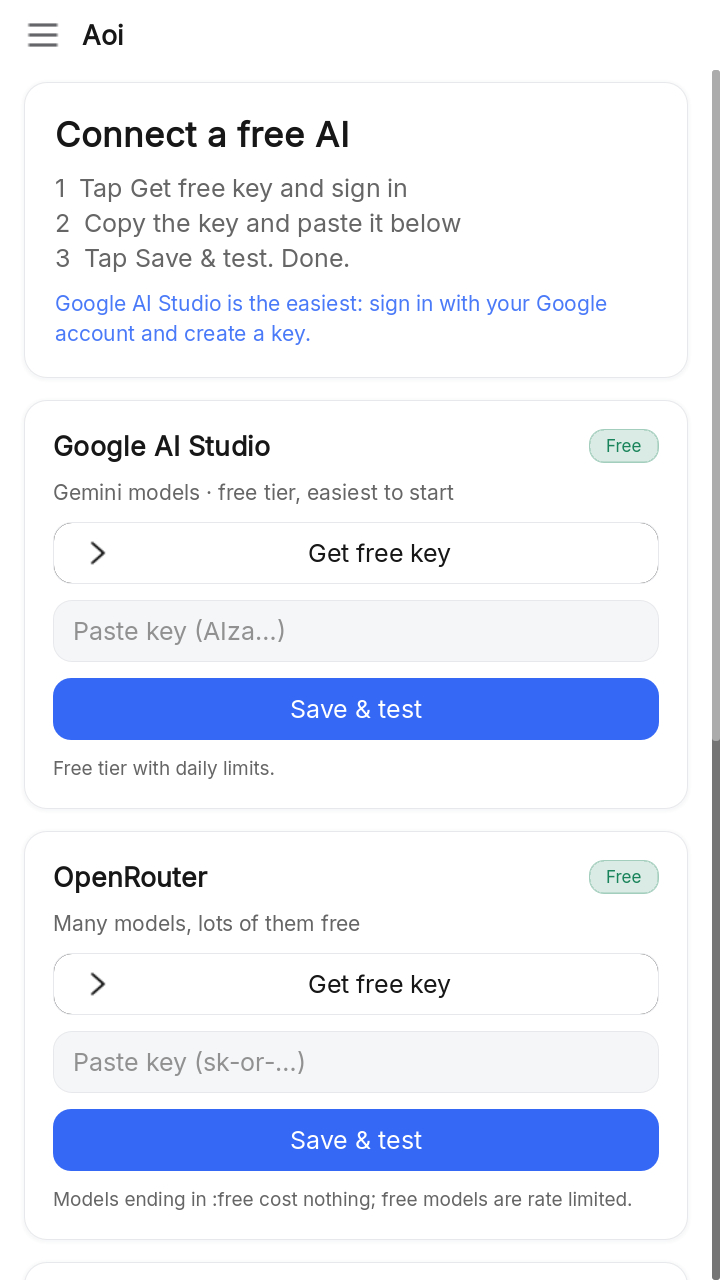 Aoi
Connect a free AI
1 Tap Get free key and sign in
2 Copy the key and paste it below
3 Tap Save & test. Done.
Google AI Studio is the easiest: sign in with your Google
account and create a key.
Google AI Studio
Free
Gemini models · free tier, easiest to start
Get free key
Paste key (AIza...)
Save & test
Free tier with daily limits.
OpenRouter
Free
Many models, lots of them free
Get free key
Paste key (sk-or-...)
Save & test
Models ending in :free cost nothing; free models are rate limited.